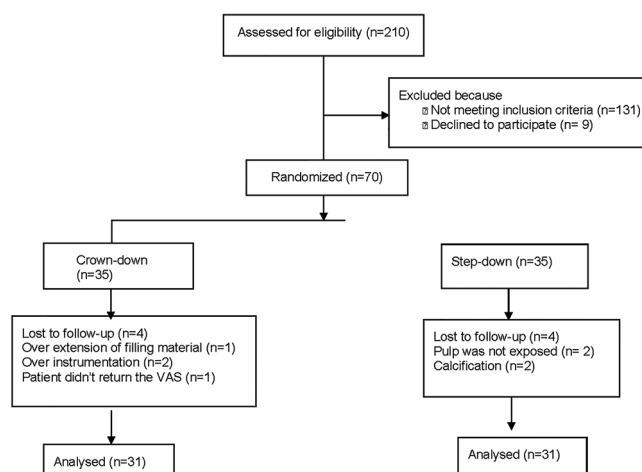 Assessed for eligibility (n=210)
Excluded because
⍰ Not meeting inclusion criteria (n=131)
⍰ Declined to participate (n= 9)
Randomized (n=70)
Crown-down
(n=35)
Step-down (n=35)
Lost to follow-up (n=4)
Over extension of filling material (n=1)
Over instrumentation (n=2)
Patient didn't return the VAS (n=1)
Lost to follow-up (n=4)
Pulp was not exposed (n= 2)
Calcification (n=2)
Analysed (n=31)
Analysed (n=31)